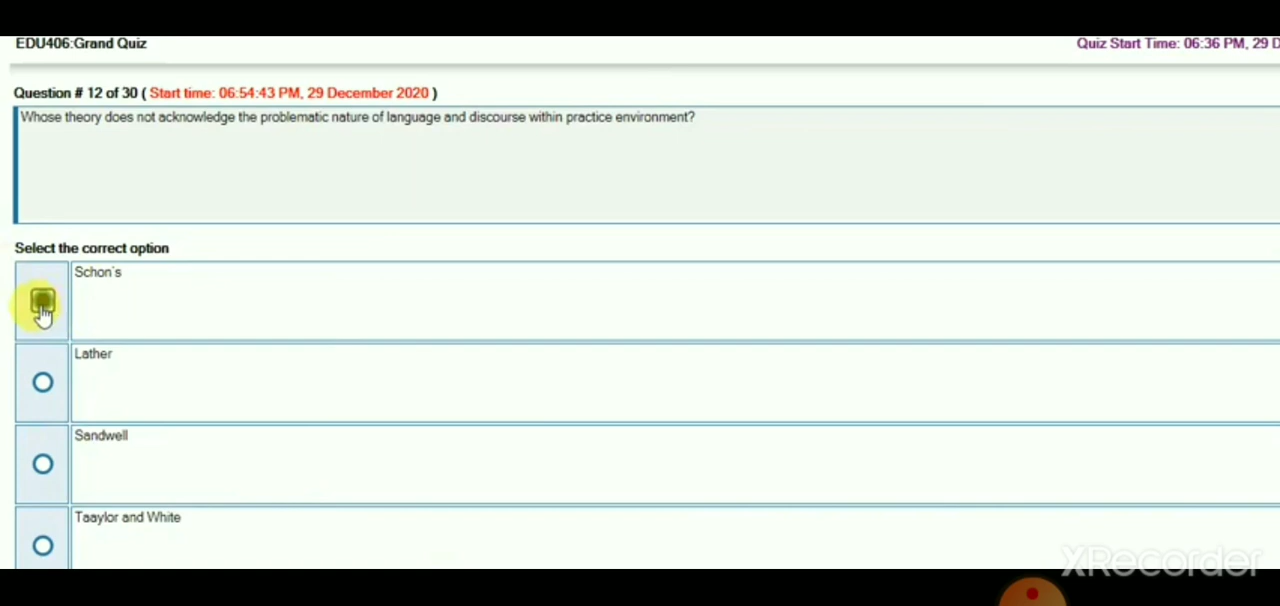 EDU406:Grand Quiz
Quiz Start Time: 06:36 PM, 29 D
Question # 12 of 30 ( Start time: 06:54:43 PM, 29 December 2020 )
Whose theory does not acknowledge the problematic nature of language and discourse within practice environment?
Select the correct option
Schon's
Lather
Sandwell
Taaylor and White
XRecorder